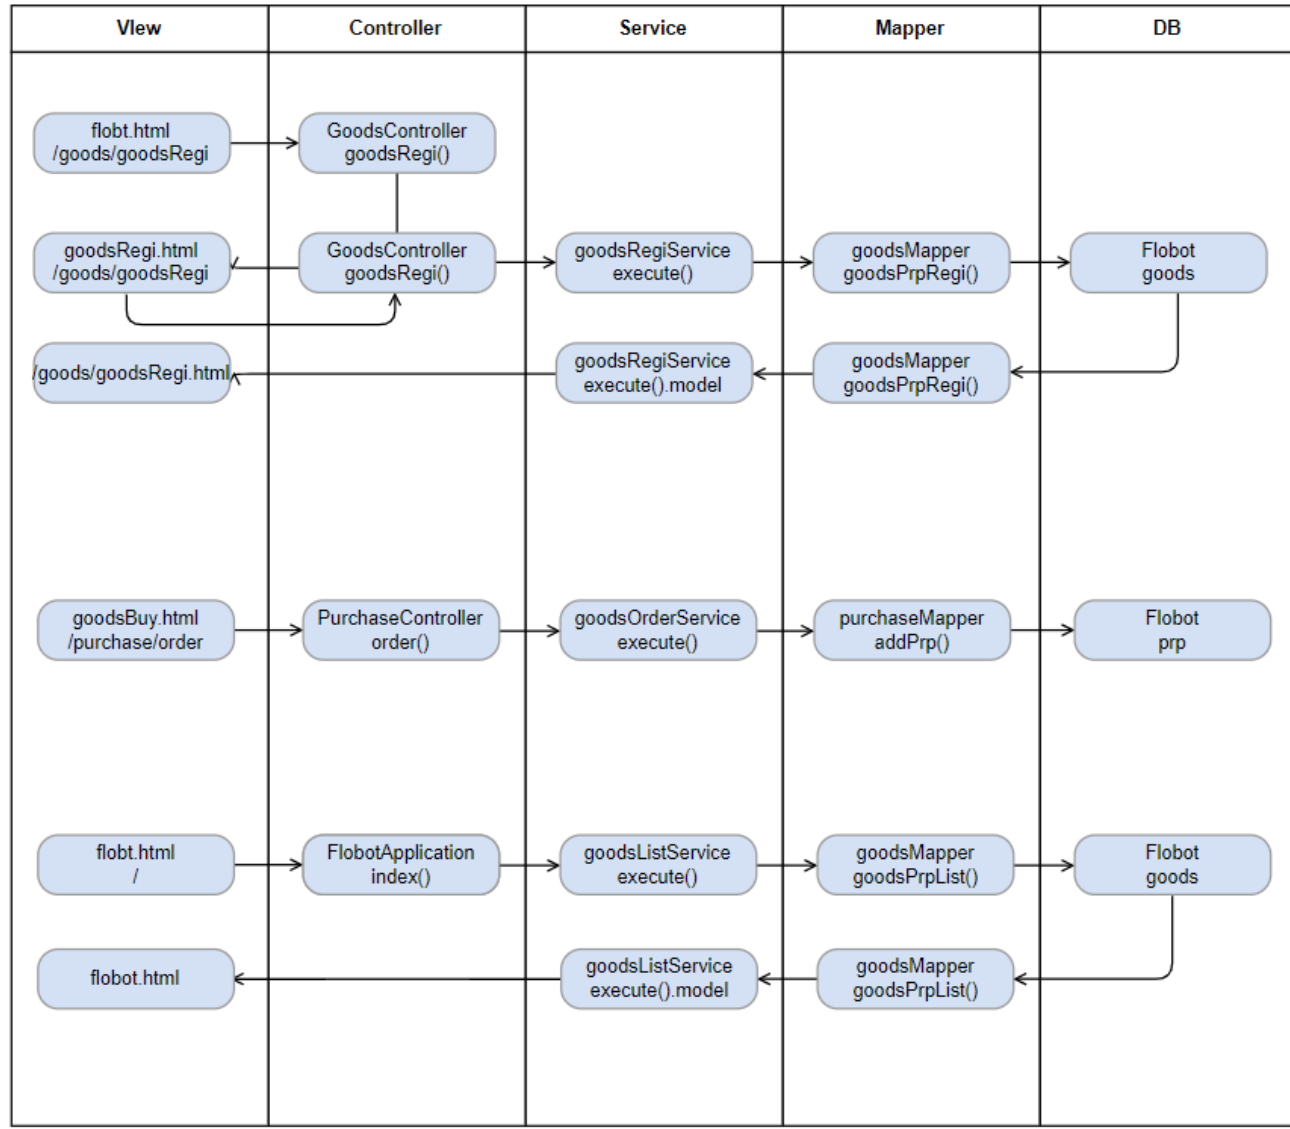 VIew
Controller
Service
Mapper
DB
flobt.html
/goods/goodsRegi
GoodsController
goodsRegi()
goodsRegi.html
/goods/goodsRegi
GoodsController
goodsRegi()
goodsRegiService
execute()
goodsMapper
goodsPrpRegi()
Flobot
goods
/goods/goodsRegi.html
goodsRegiService
execute().model
goodsMapper
goodsPrpRegi()
goodsBuy.html
/purchase/order
PurchaseController
order()
goodsOrderService
execute()
purchaseMapper
addPrp()
Flobot
prp
flobt.html
/
FlobotApplication
index()
goodsListService
execute()
goodsMapper
goodsPrpList()
Flobot
goods
flobot.html
goodsListService
execute().model
goodsMapper
goodsPrpList()